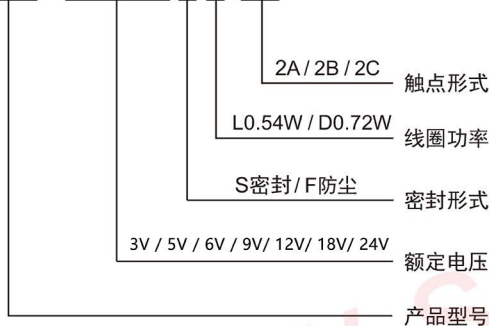 2A / 2B / 2C
触点形式
L0.54W / D0.72W
线圈功率
S密封 / F防尘
密封形式
3V / 5V / 6V / 9V/ 12V/ 18V/ 24V
额定电压
产品型号